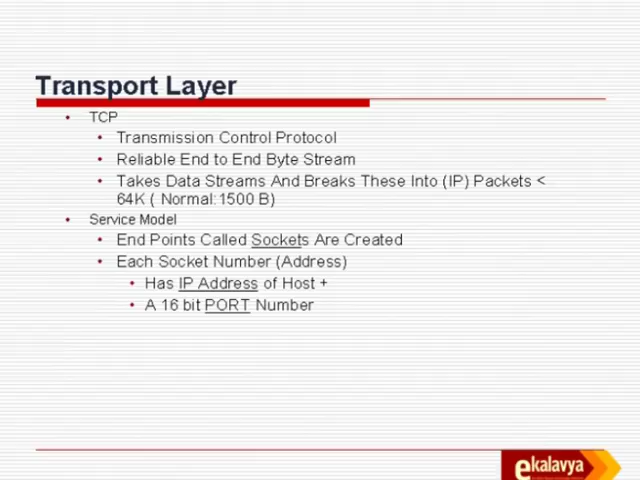 Transport Layer
• TCP
• Transmission Control Protocol
• Reliable End to End Byte Stream
• Takes Data Streams And Breaks These Into (IP) Packets <
64K ( Normal:1500 B)
• Service Model
• End Points Called Sockets Are Created
• Each Socket Number (Address)
• Has IP Address of Host +
• A 16 bit PORT Number
ekalavya